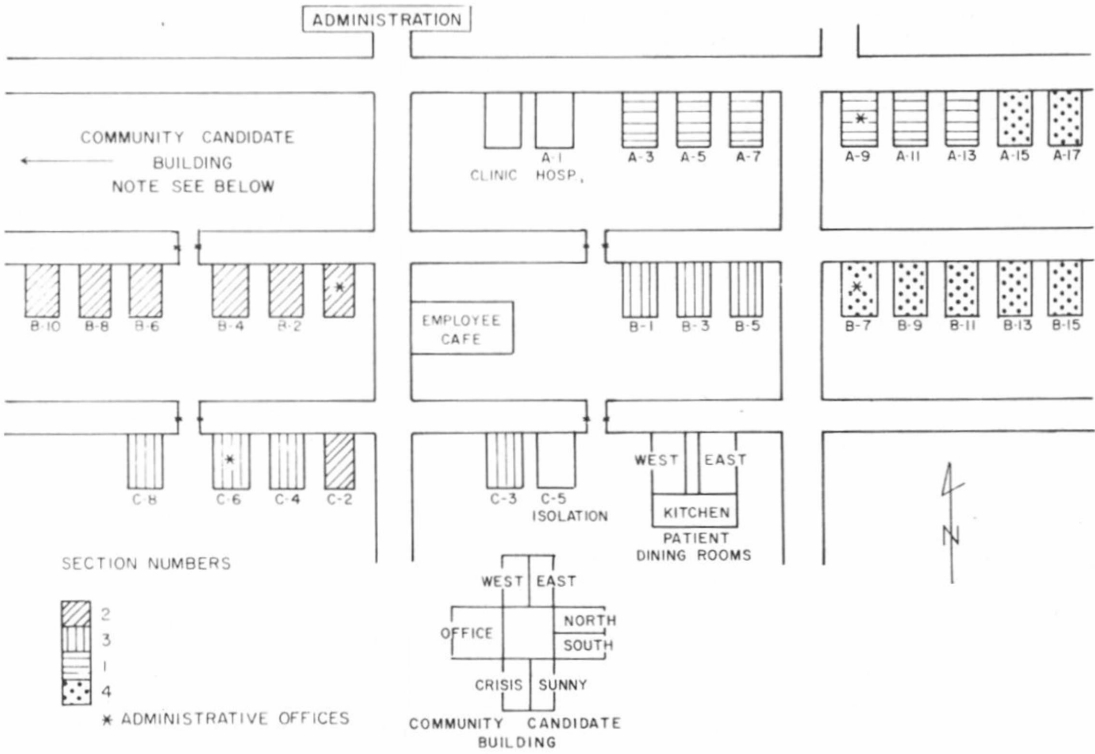 ADMINISTRATION
COMMUNITY CANDIDATE
BUILDING
NOTE SEE BELOW
CLINIC
A-1
HOSP.
A-3
A-5
A-7
A-9
A-11
A-13
A-15
A-17
B-10
B-8
B-6
B-4
B-2
EMPLOYEE
CAFE
B-1
B-3
B-5
B-7
B-9
B-11
B-13
B-15
C-8
C-6
C-4
C-2
C-3
C-5
ISOLATION
WEST
EAST
KITCHEN
PATIENT
DINING ROOMS
N
SECTION NUMBERS
2
3
1
4
* ADMINISTRATIVE OFFICES
WEST
EAST
OFFICE
NORTH
SOUTH
CRISIS
SUNNY
COMMUNITY CANDIDATE
BUILDING